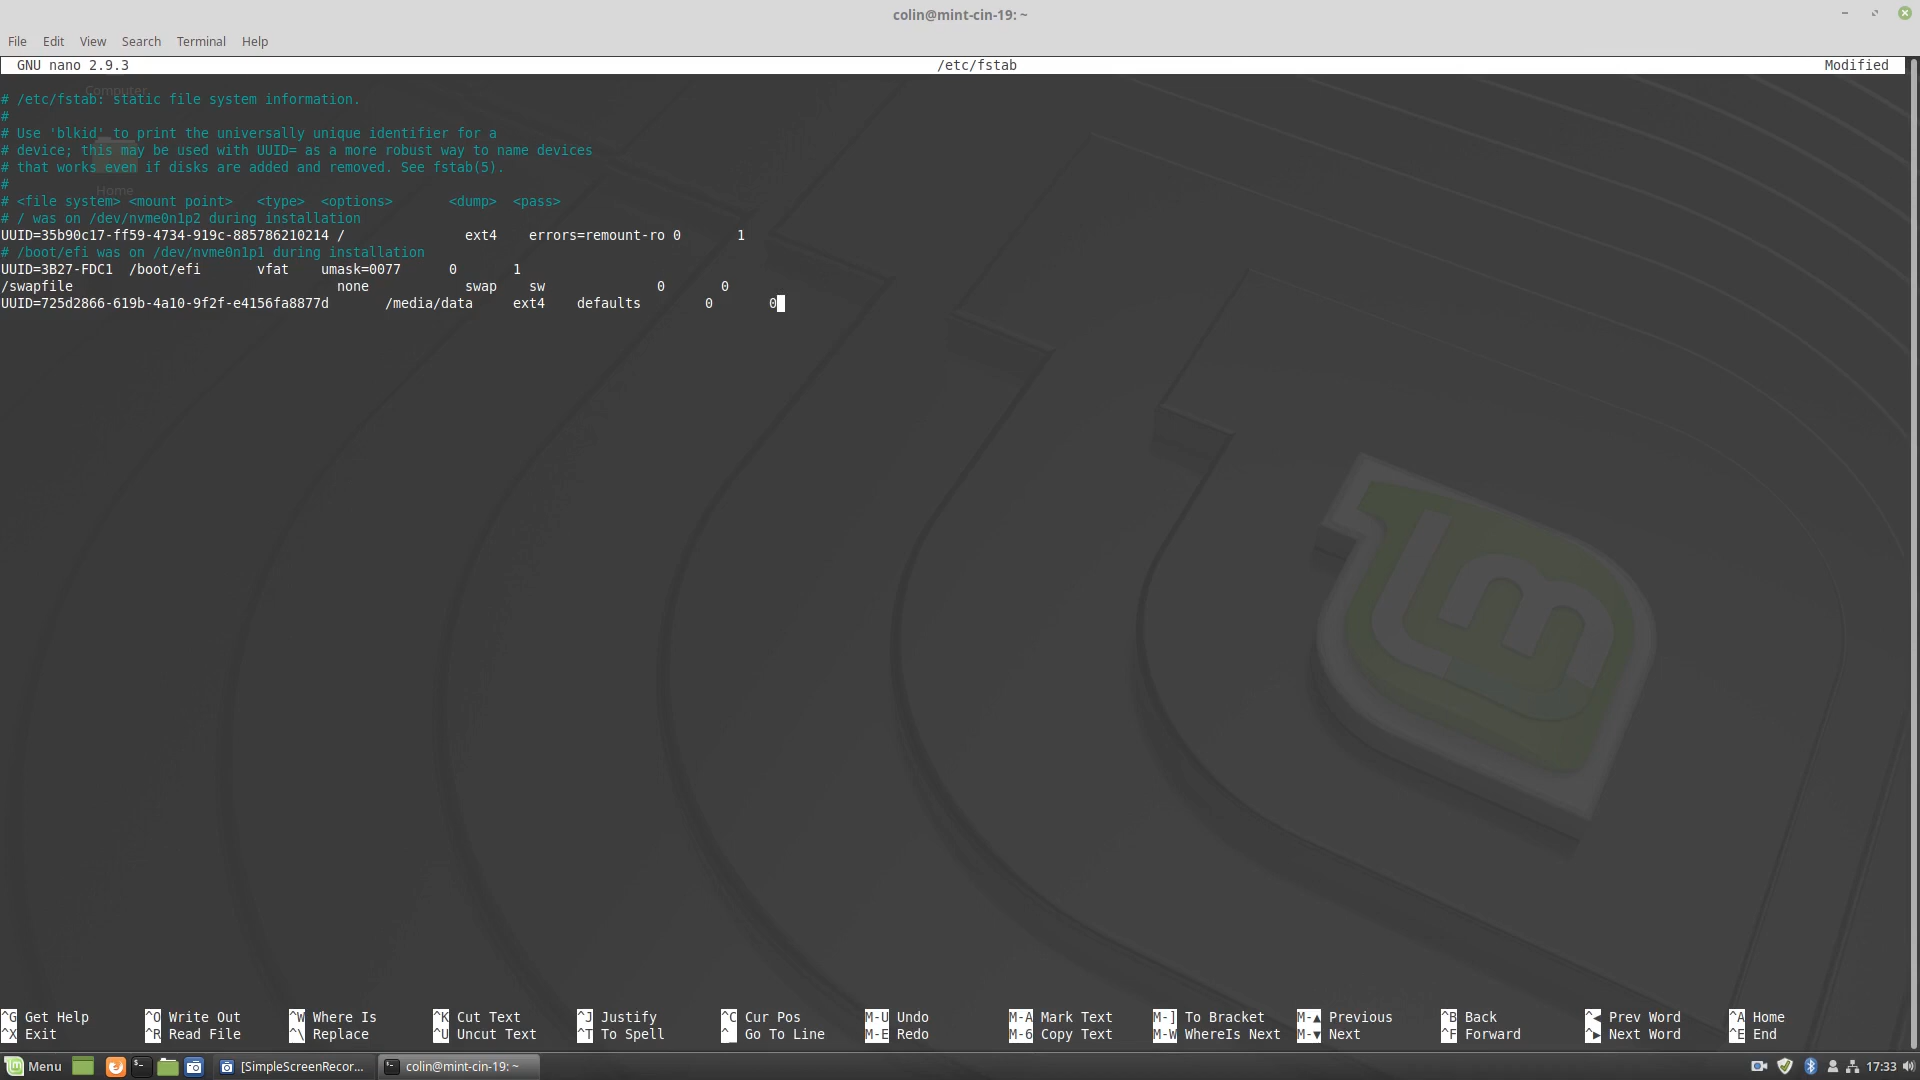 colin@mint-cin-19: ~
File Edit View Search Terminal Help
GNU nano 2.9.3 /etc/fstab Modified
Computer
# /etc/fstab: static file system information.
#
# Use 'blkid' to print the universally unique identifier for a
# device; this may be used with UUID= as a more robust way to name devices
# that works even if disks are added and removed. See fstab(5).
#
Home
# <file system> <mount point> <type> <options> <dump> <pass>
# / was on /dev/nvme0n1p2 during installation
UUID=35b90c17-ff59-4734-919c-885786210214 / ext4 errors=remount-ro 0 1
# /boot/efi was on /dev/nvme0n1p1 during installation
UUID=3B27-FDC1 /boot/efi vfat umask=0077 0 1
/swapfile none swap sw 0 0
UUID=725d2866-619b-4a10-9f2f-e4156fa8877d /media/data ext4 defaults 0 0
^G Get Help ^O Write Out ^W Where Is ^K Cut Text ^J Justify ^C Cur Pos M-U Undo M-A Mark Text M-] To Bracket M-▲ Previous ^B Back ^◀ Prev Word ^A Home
^X Exit ^R Read File ^\ Replace ^U Uncut Text ^T To Spell ^_ Go To Line M-E Redo M-6 Copy Text M-W WhereIs Next M-▼ Next ^F Forward ^▶ Next Word ^E End
Menu [SimpleScreenRecor... colin@mint-cin-19: ~ 17:33